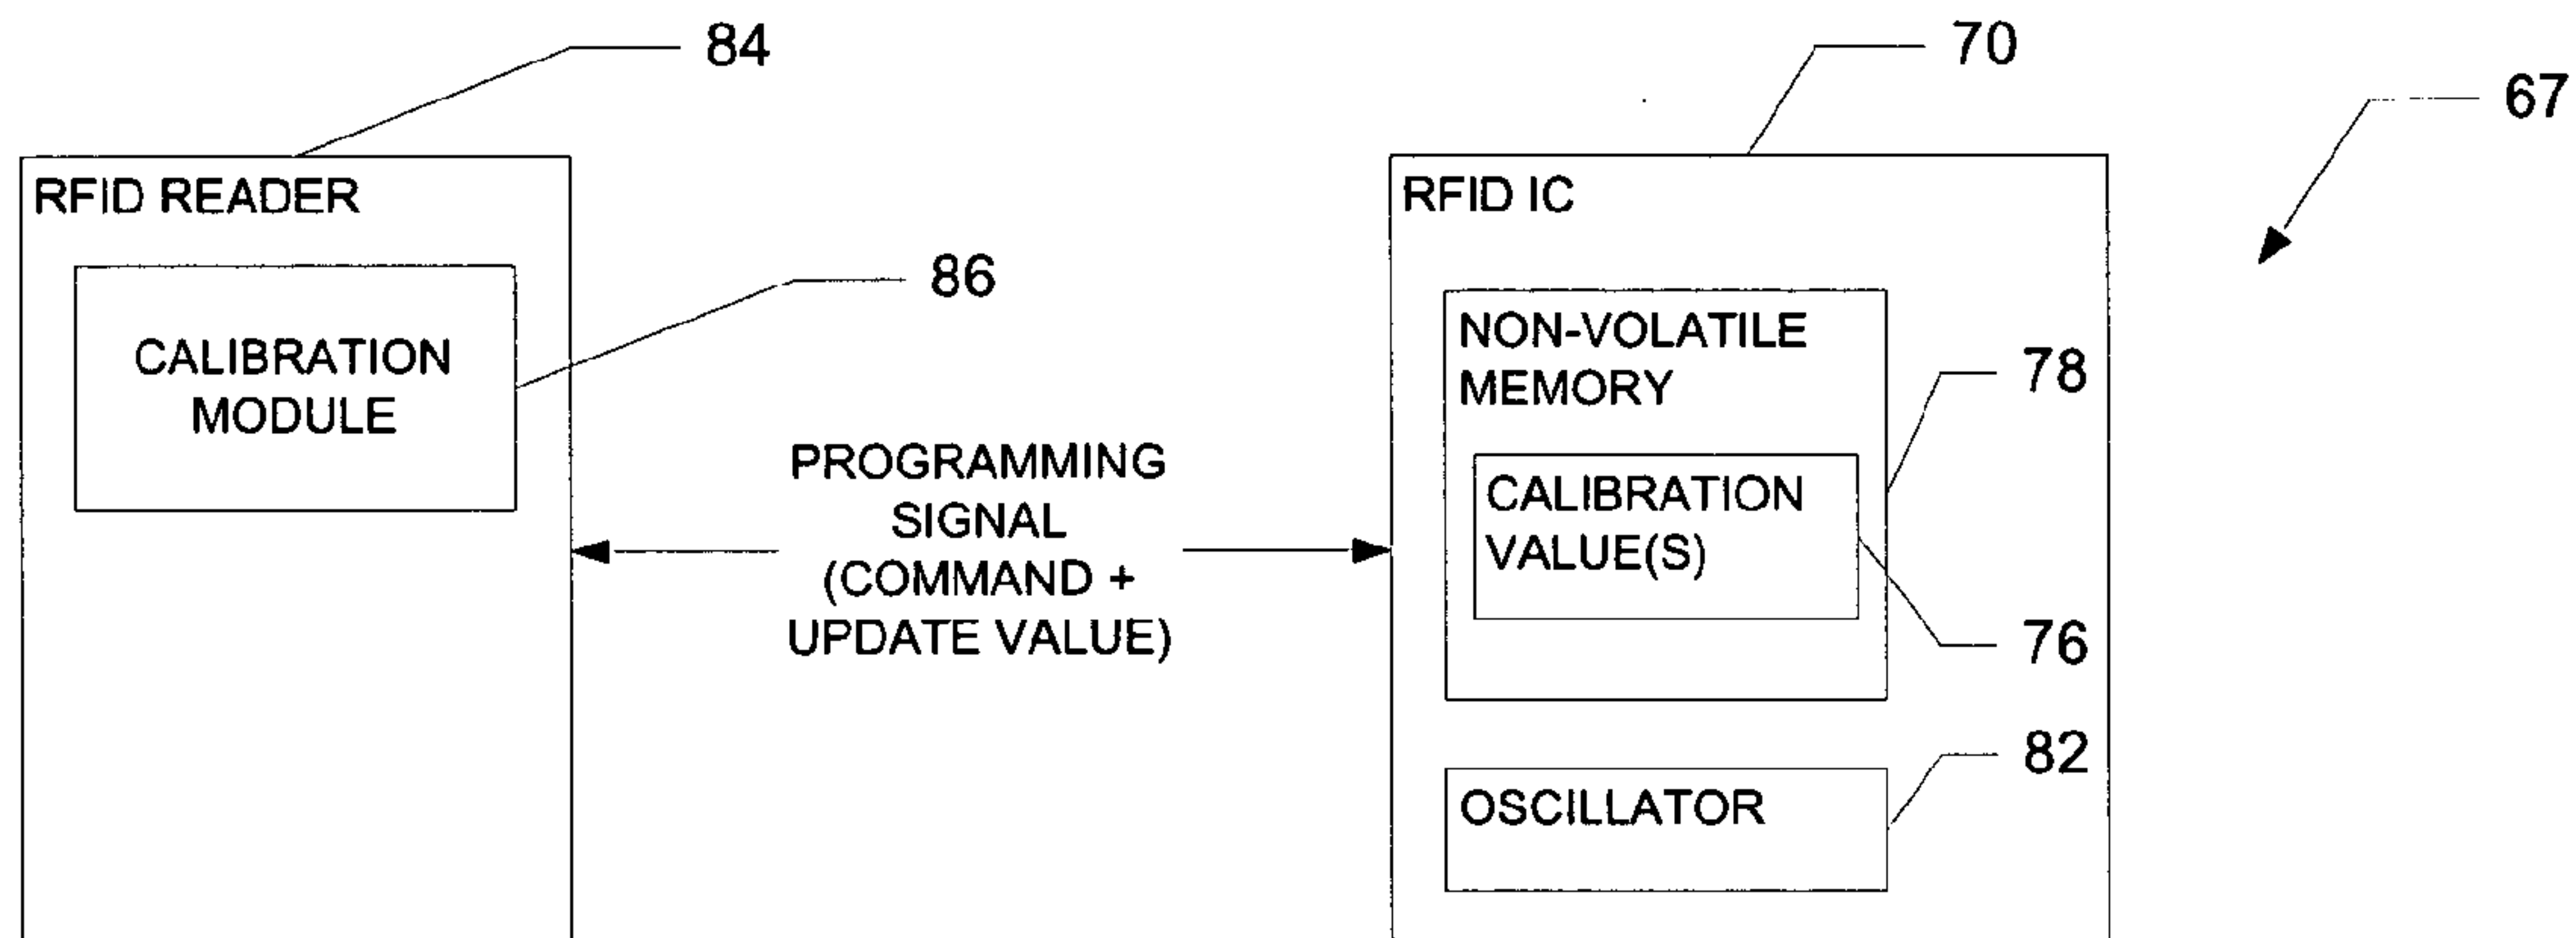 84
70
67
RFID READER
RFID IC
86
CALIBRATION
MODULE
NON-VOLATILE
MEMORY
78
PROGRAMMING
SIGNAL
(COMMAND +
UPDATE VALUE)
CALIBRATION
VALUE(S)
76
82
OSCILLATOR